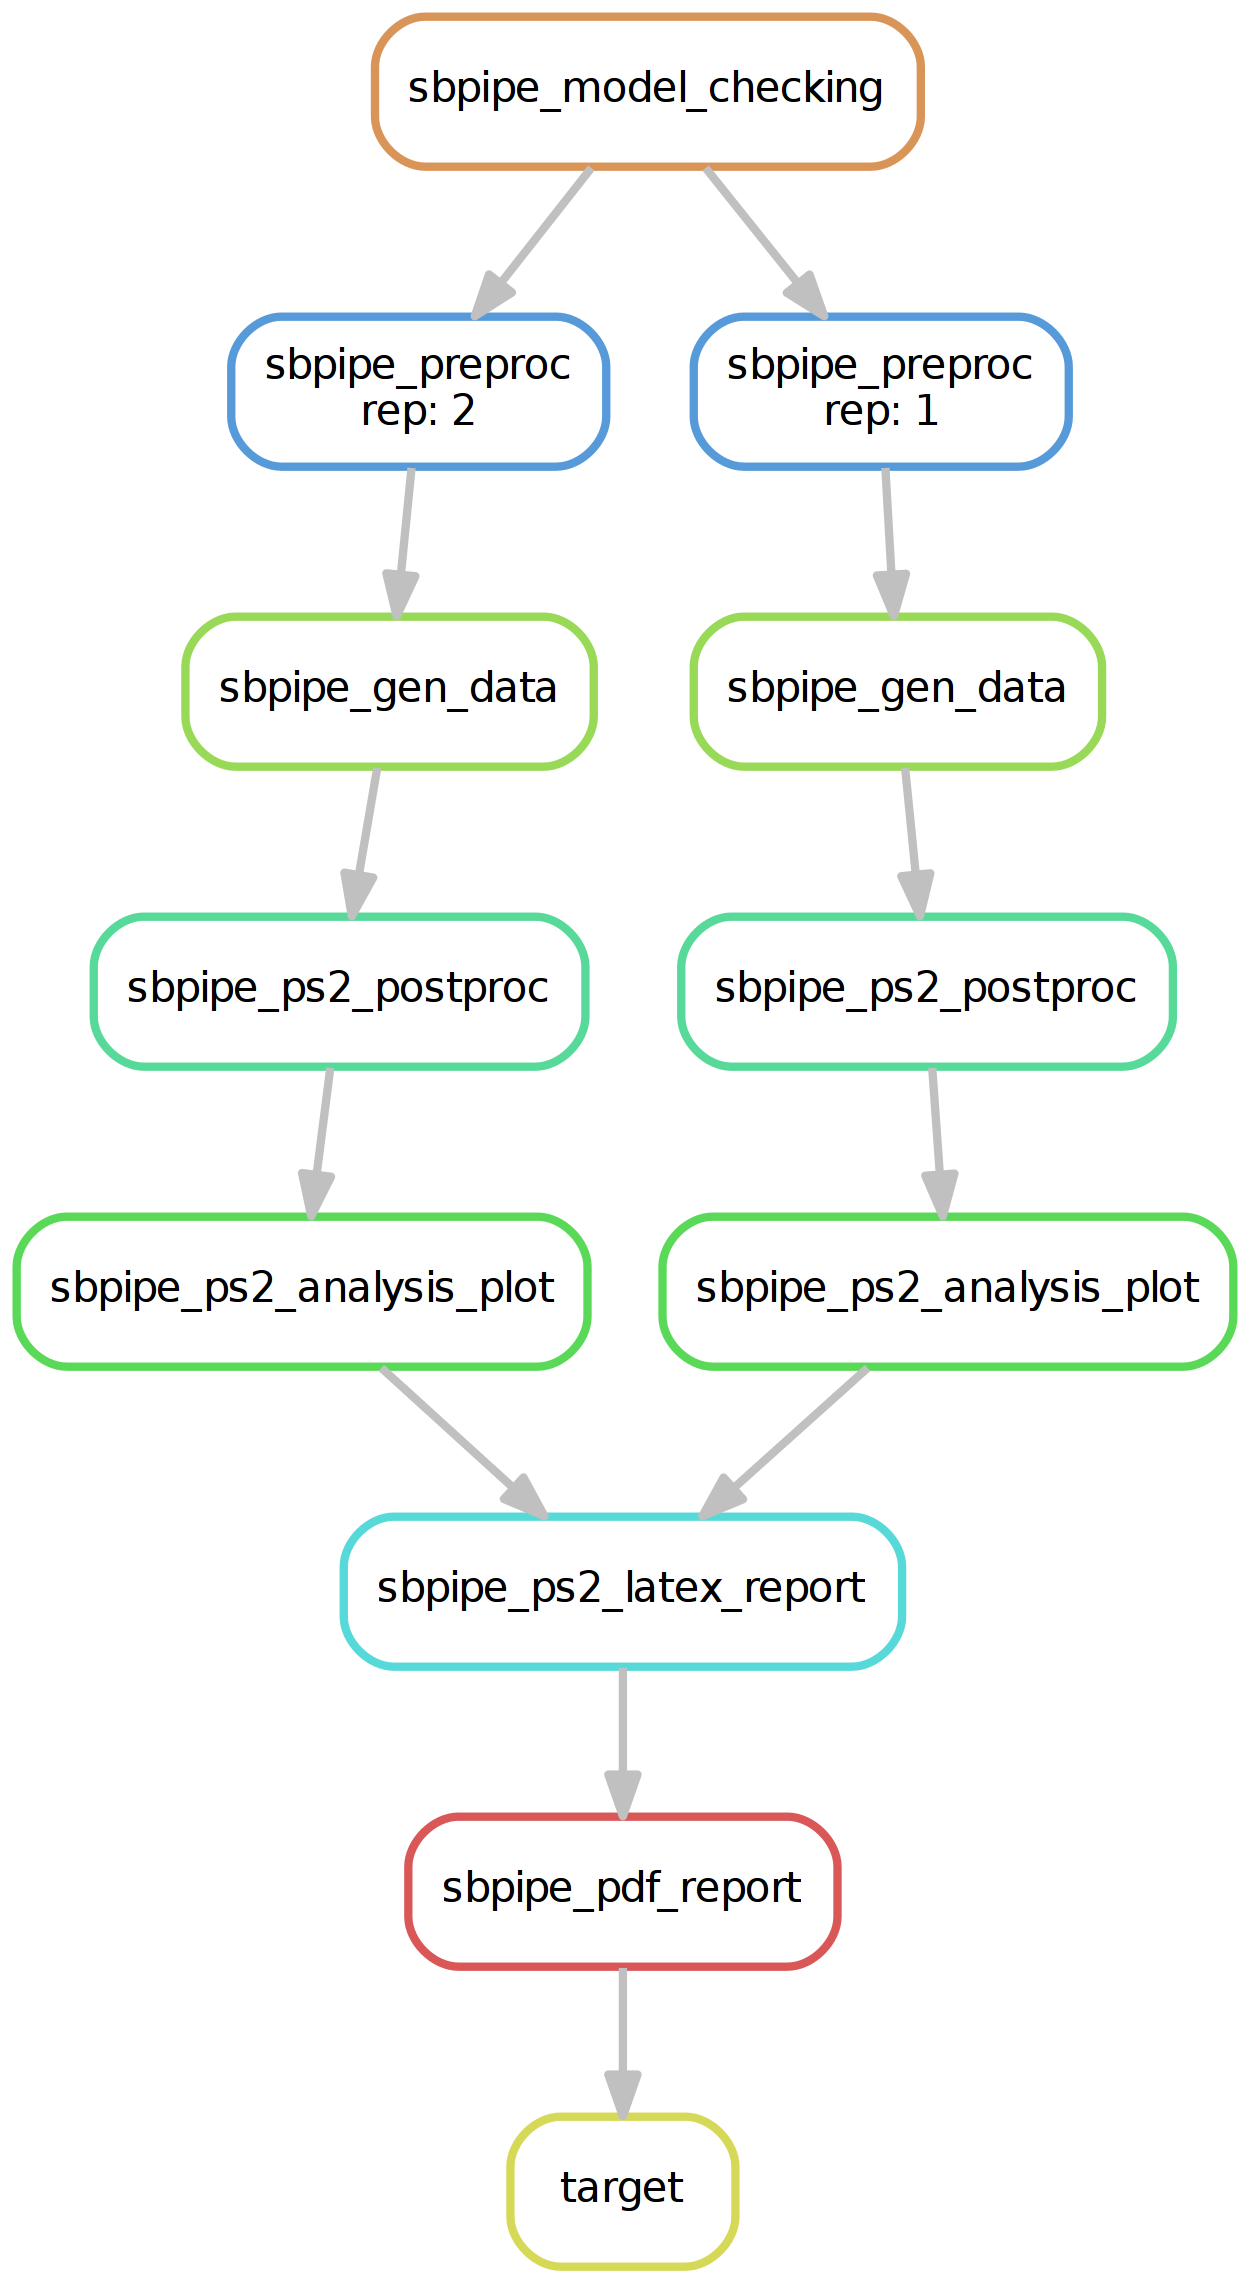 sbpipe_model_checking
sbpipe_preproc
rep: 2
sbpipe_preproc
rep: 1
sbpipe_gen_data
sbpipe_gen_data
sbpipe_ps2_postproc
sbpipe_ps2_postproc
sbpipe_ps2_analysis_plot
sbpipe_ps2_analysis_plot
sbpipe_ps2_latex_report
sbpipe_pdf_report
target